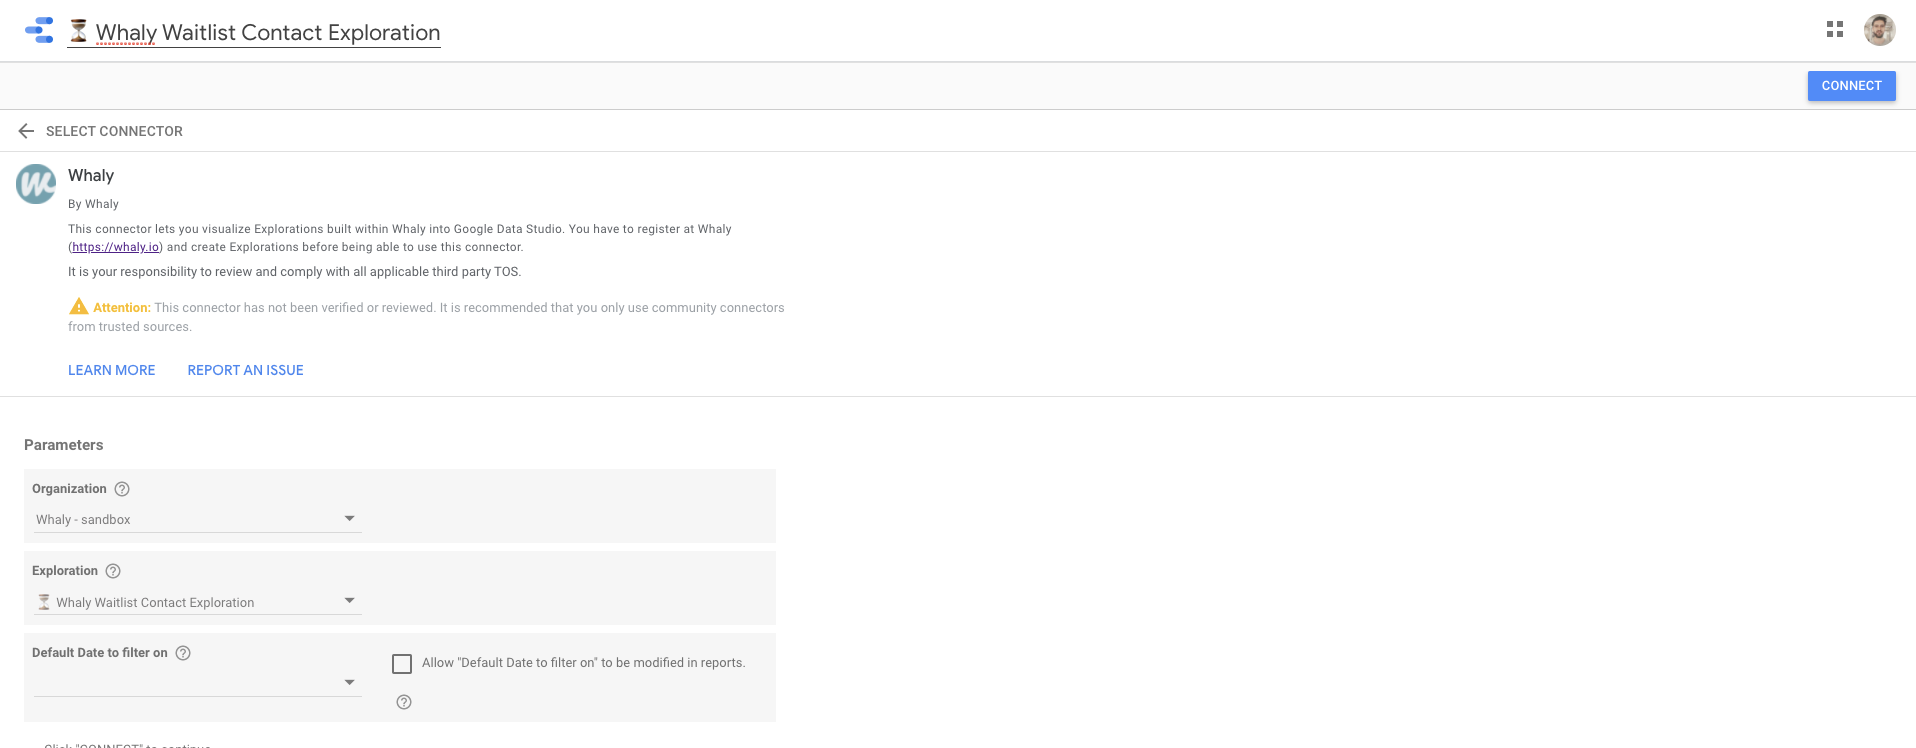 ⏳ Whaly Waitlist Contact Exploration
CONNECT
SELECT CONNECTOR
Whaly
By Whaly
This connector lets you visualize Explorations built within Whaly into Google Data Studio. You have to register at Whaly
(https://whaly.io) and create Explorations before being able to use this connector.
It is your responsibility to review and comply with all applicable third party TOS.
Attention: This connector has not been verified or reviewed. It is recommended that you only use community connectors
from trusted sources.
LEARN MORE REPORT AN ISSUE
Parameters
Organization
Whaly - sandbox
Exploration
⏳ Whaly Waitlist Contact Exploration
Default Date to filter on
Allow "Default Date to filter on" to be modified in reports.
Click "CONNECT" to continue